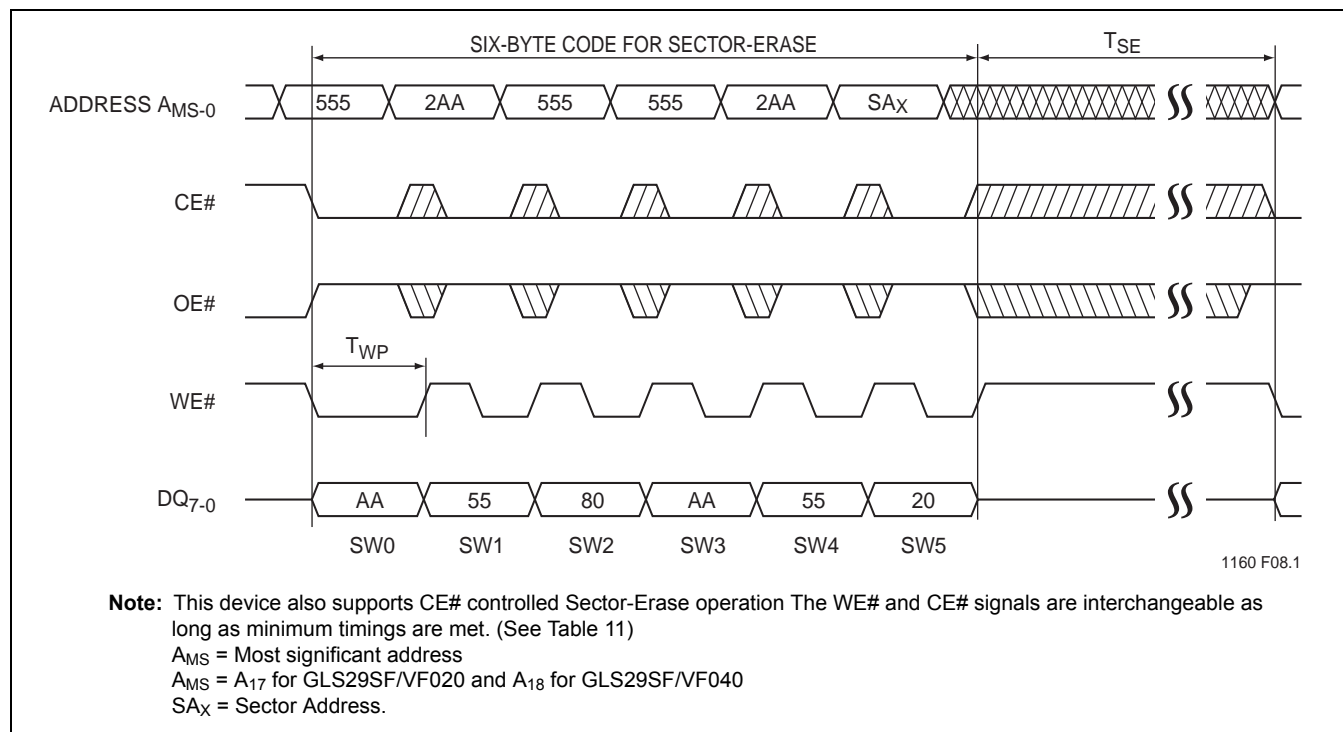 SIX-BYTE CODE FOR SECTOR-ERASE
TSE
ADDRESS AMS-0
555 2AA 555 555 2AA SAX
CE#
OE#
TWP
WE#
DQ7-0
AA 55 80 AA 55 20
SW0 SW1 SW2 SW3 SW4 SW5
1160 F08.1
Note: This device also supports CE# controlled Sector-Erase operation The WE# and CE# signals are interchangeable as
long as minimum timings are met. (See Table 11)
AMS = Most significant address
AMS = A17 for GLS29SF/VF020 and A18 for GLS29SF/VF040
SAX = Sector Address.